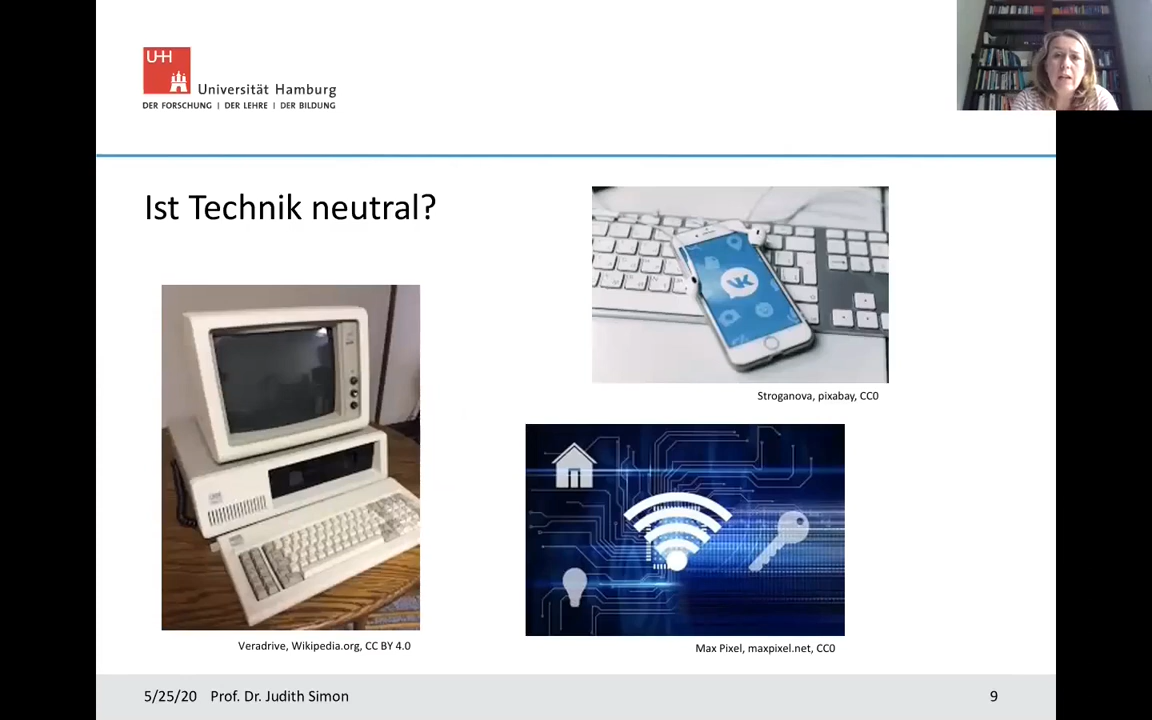 UH
Universität Hamburg
DER FORSCHUNG | DER LEHRE | DER BILDUNG
Ist Technik neutral?
Stroganova, pixabay, CC0
Veradrive, Wikipedia.org, CC BY 4.0
Max Pixel, maxpixel.net, CC0
5/25/20 Prof. Dr. Judith Simon
9